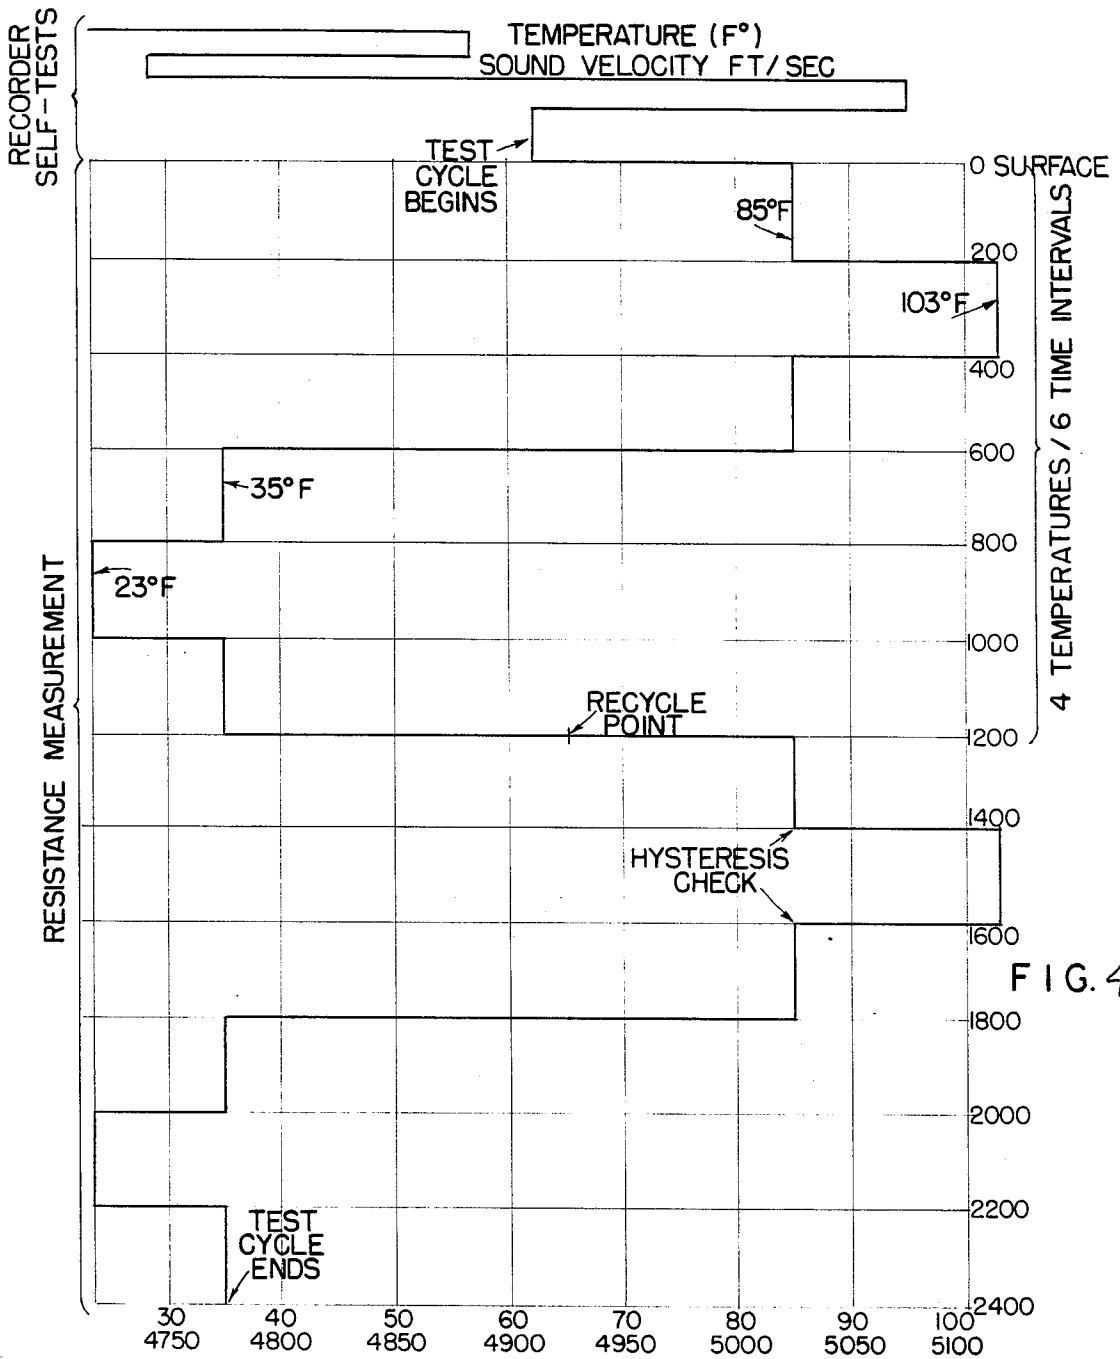 RECORDER
SELF-TESTS
TEMPERATURE (F°)
SOUND VELOCITY FT/SEC
TEST
CYCLE
BEGINS
0 SURFACE
85°F
200
103°F
400
4 TEMPERATURES/6 TIME INTERVALS
600
35°F
800
23°F
1000
RESISTANCE MEASUREMENT
RECYCLE
POINT
1200
1400
HYSTERESIS
CHECK
1600
FIG. 4
1800
2000
2200
TEST
CYCLE
ENDS
2400
30 40 50 60 70 80 90 100
4750 4800 4850 4900 4950 5000 5050 5100